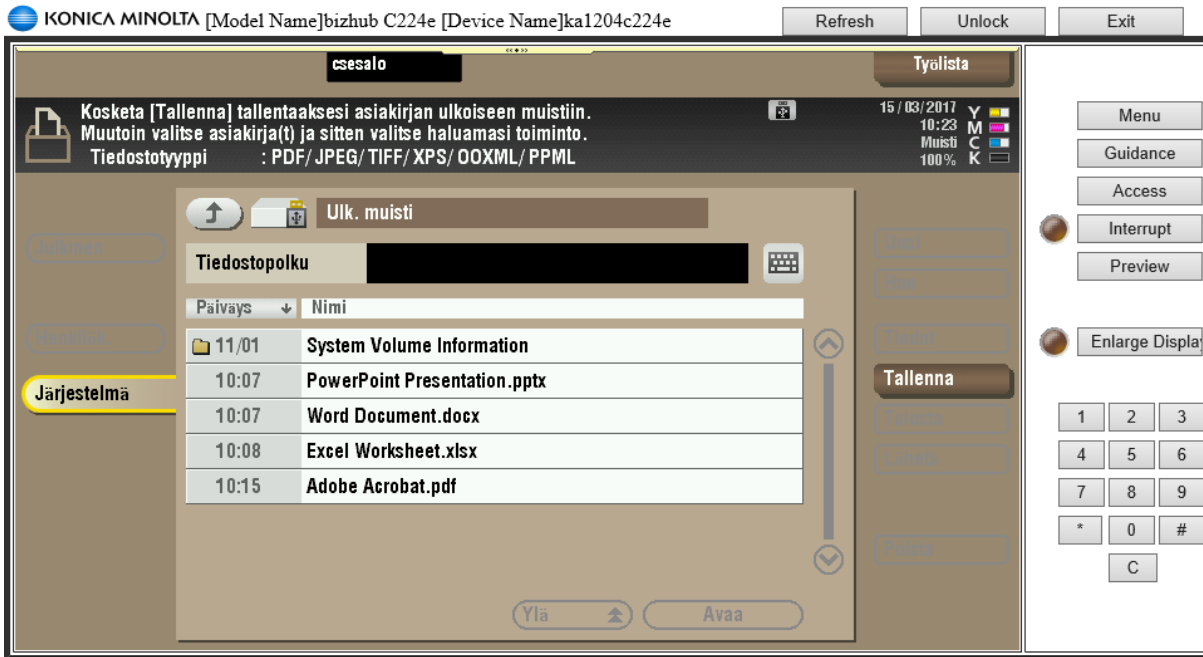 KONICA MINOLTA [Model Name]bizhub C224e [Device Name]ka1204c224e
Refresh
Unlock
Exit
csesalo
Työlista
Kosketa [Tallenna] tallentaaksesi asiakirjan ulkoiseen muistiin.
Muutoin valitse asiakirja(t) ja sitten valitse haluamasi toiminto.
Tiedostotyyppi : PDF/JPEG/TIFF/XPS/OOXML/PPML
15/03/2017
10:23
Muisti
100%
Y
M
C
K
Menu
Guidance
Access
Interrupt
Preview
Enlarge Display
Ulk. muisti
Tiedostopolku
Päiväys Nimi
11/01 System Volume Information
10:07 PowerPoint Presentation.pptx
10:07 Word Document.docx
10:08 Excel Worksheet.xlsx
10:15 Adobe Acrobat.pdf
Julkinen
Järjestelmä
Tallenna
Ylä
Avaa
1 2 3
4 5 6
7 8 9
* 0 #
C